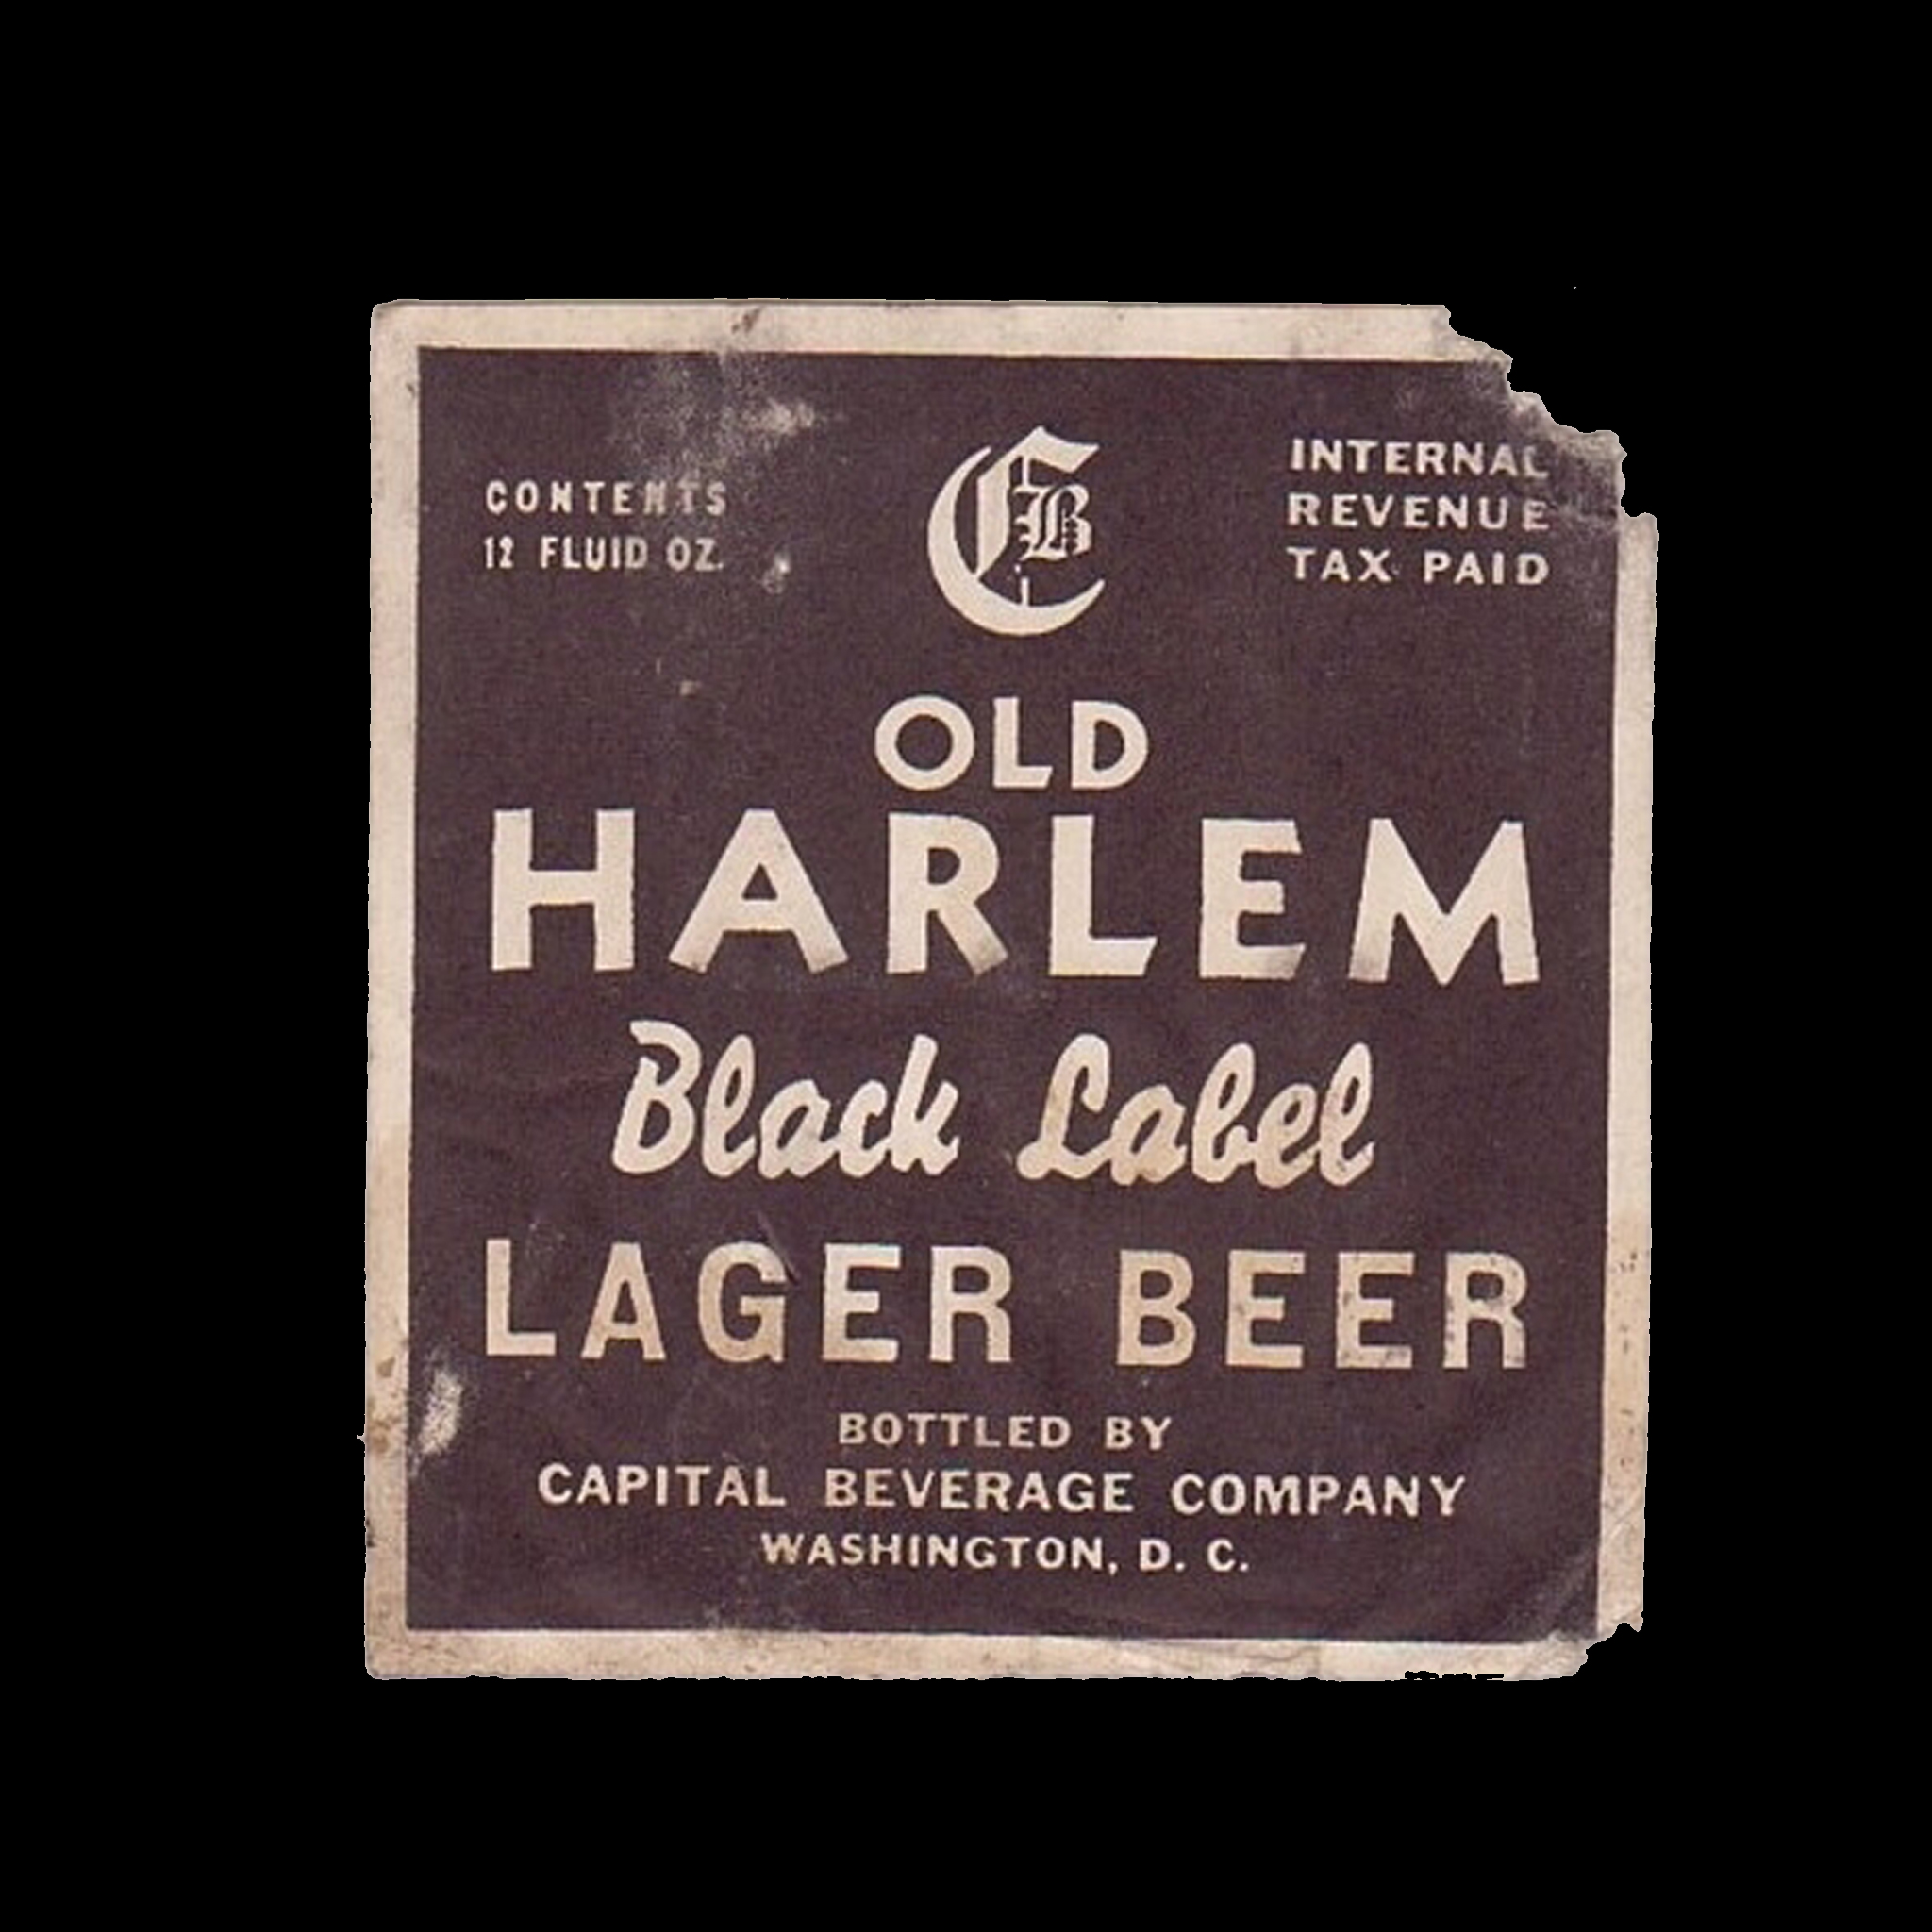 CONTENTS
12 FLUID OZ.
CB
INTERNAL
REVENUE
TAX PAID
OLD
HARLEM
Black Label
LAGER BEER
BOTTLED BY
CAPITAL BEVERAGE COMPANY
WASHINGTON, D. C.